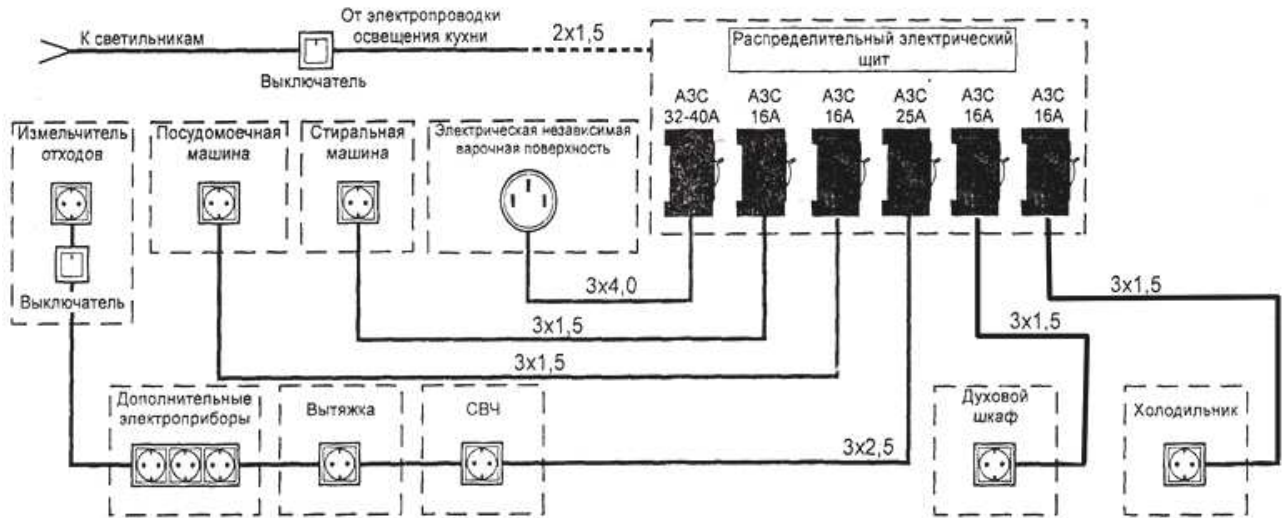 От электропроводки
К светильникам
освещения кухни
2х1,5
Выключатель
Распределительный электрический
щит
АЗС
32-40А
АЗС
16А
АЗС
16А
АЗС
25А
АЗС
16А
АЗС
16А
Измельчитель
отходов
Выключатель
Посудомоечная
машина
Стиральная
машина
Электрическая независимая
варочная поверхность
3х4,0
3х1,5
3х1,5
3х1,5
3х1,5
Дополнительные
электроприборы
Вытяжка
СВЧ
3х2,5
Духовой
шкаф
Холодильник